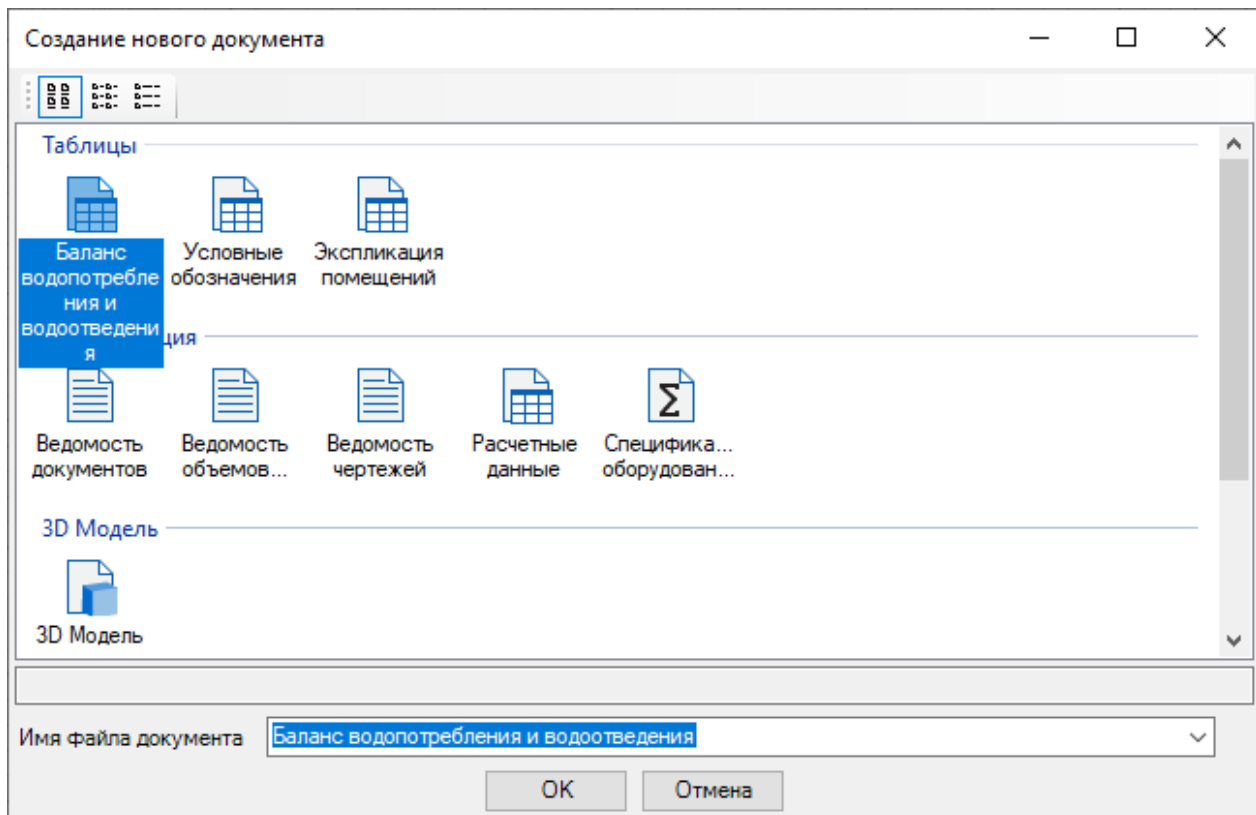 Создание нового документа
Таблицы
Баланс
водопотребле
ния и
водоотведени
я
Условные
обозначения
Экспликация
помещений
ция
Ведомость
документов
Ведомость
объемов...
Ведомость
чертежей
Расчетные
данные
Специфика...
оборудован...
3D Модель
3D Модель
Имя файла документа
Баланс водопотребления и водоотведения
OK
Отмена